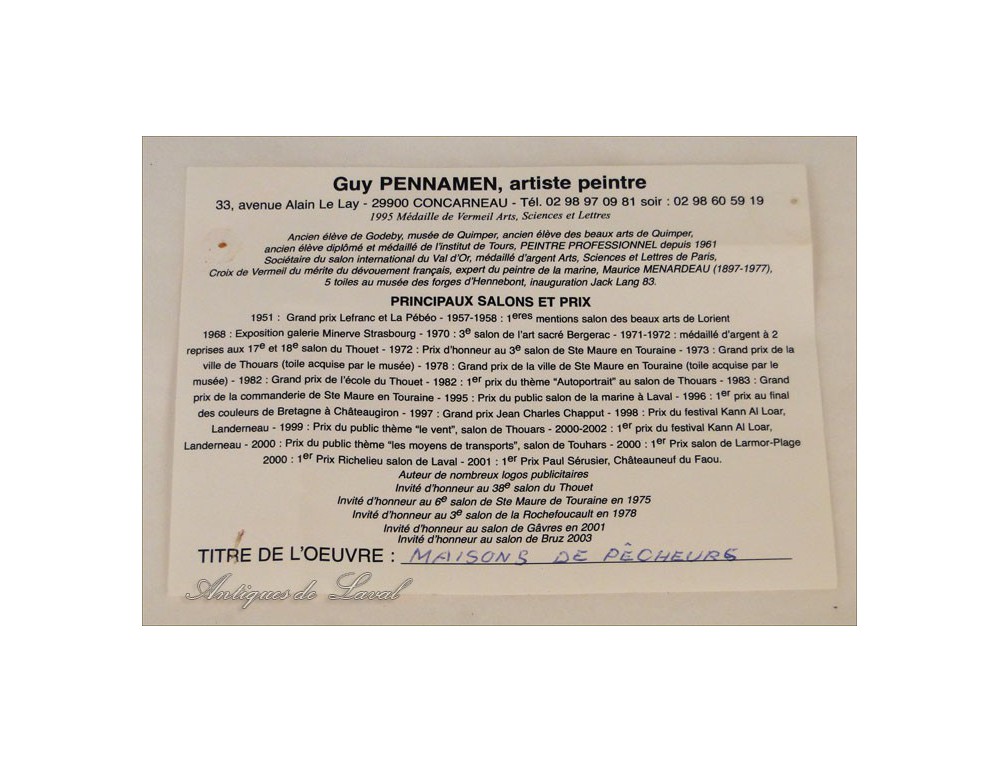 Guy PENNAMEN, artiste peintre
33, avenue Alain Le Lay - 29900 CONCARNEAU - Tél. 02 98 97 09 81 soir : 02 98 60 59 19
1995 Médaille de Vermeil Arts, Sciences et Lettres
Ancien élève de Godeby, musée de Quimper, ancien élève des beaux arts de Quimper,
ancien élève diplômé et médaillé de l'institut de Tours, PEINTRE PROFESSIONNEL depuis 1961
Sociétaire du salon international du Val d'Or, médaillé d'argent Arts, Sciences et Lettres de Paris,
Croix de Vermeil du mérite du dévouement français, expert du peintre de la marine, Maurice MENARDEAU (1897-1977),
5 toiles au musée des forges d'Hennebont, inauguration Jack Lang 83.
PRINCIPAUX SALONS ET PRIX
1951 : Grand prix Lefranc et La Pébéo - 1957-1958 : 1eres mentions salon des beaux arts de Lorient
1968 : Exposition galerie Minerve Strasbourg - 1970 : 3e salon de l'art sacré Bergerac - 1971-1972 : médaillé d'argent à 2
reprises aux 17e et 18e salon du Thouet - 1972 : Prix d'honneur au 3e salon de Ste Maure en Touraine - 1973 : Grand prix de la
ville de Thouars (toile acquise par le musée) - 1978 : Grand prix de la ville de Ste Maure en Touraine (toile acquise par le
musée) - 1982 : Grand prix de l'école du Thouet - 1982 : 1er prix du thème "Autoportrait" au salon de Thouars - 1983 : Grand
prix de la commanderie de Ste Maure en Touraine - 1995 : Prix du public salon de la marine à Laval - 1996 : 1er prix au final
des couleurs de Bretagne à Châteaugiron - 1997 : Grand prix Jean Charles Chapput - 1998 : Prix du festival Kann Al Loar,
Landerneau - 1999 : Prix du public thème "le vent", salon de Thouars - 2000-2002 : 1er prix du festival Kann Al Loar,
Landerneau - 2000 : Prix du public thème "les moyens de transports", salon de Touhars - 2000 : 1er Prix salon de Larmor-Plage
2000 : 1er Prix Richelieu salon de Laval - 2001 : 1er Prix Paul Sérusier, Châteauneuf du Faou.
Auteur de nombreux logos publicitaires
Invité d'honneur au 38e salon du Thouet
Invité d'honneur au 6e salon de Ste Maure de Touraine en 1975
Invité d'honneur au 3e salon de la Rochefoucault en 1978
Invité d'honneur au salon de Gâvres en 2001
Invité d'honneur au salon de Bruz 2003
TITRE DE L'OEUVRE : MAISONS DE PÊCHEURS
Antiques de Laval